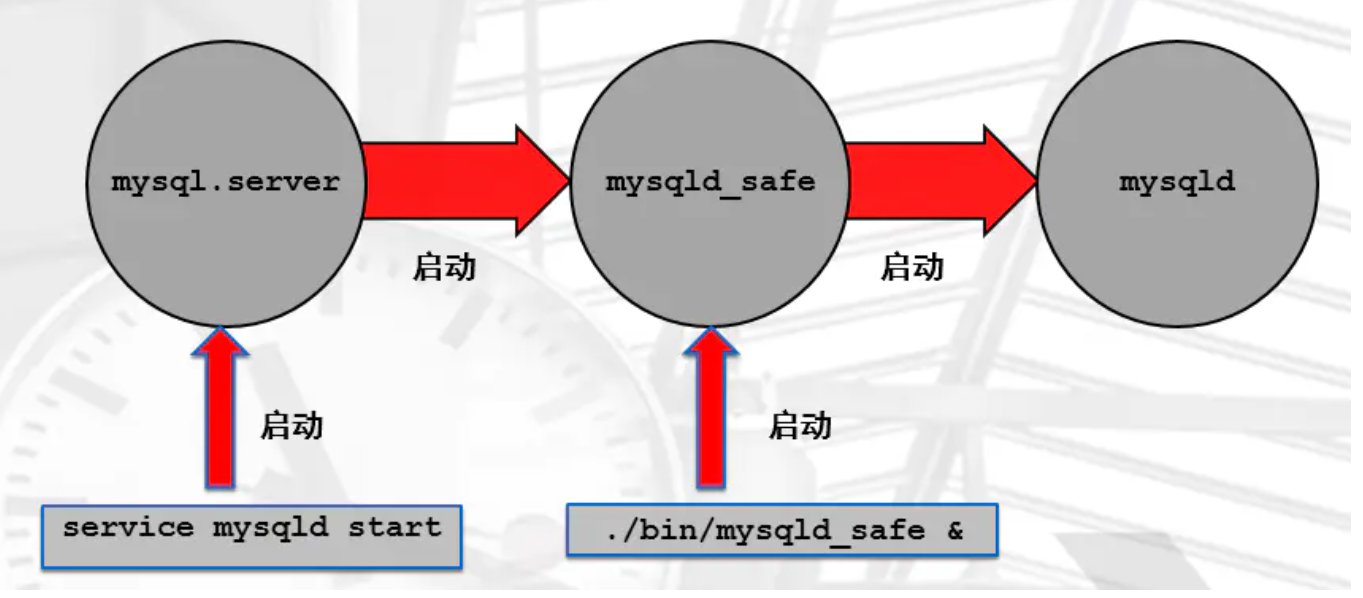 mysql.server
mysqld_safe
mysqld
启动
启动
启动
启动
service mysqld start
./bin/mysqld_safe &